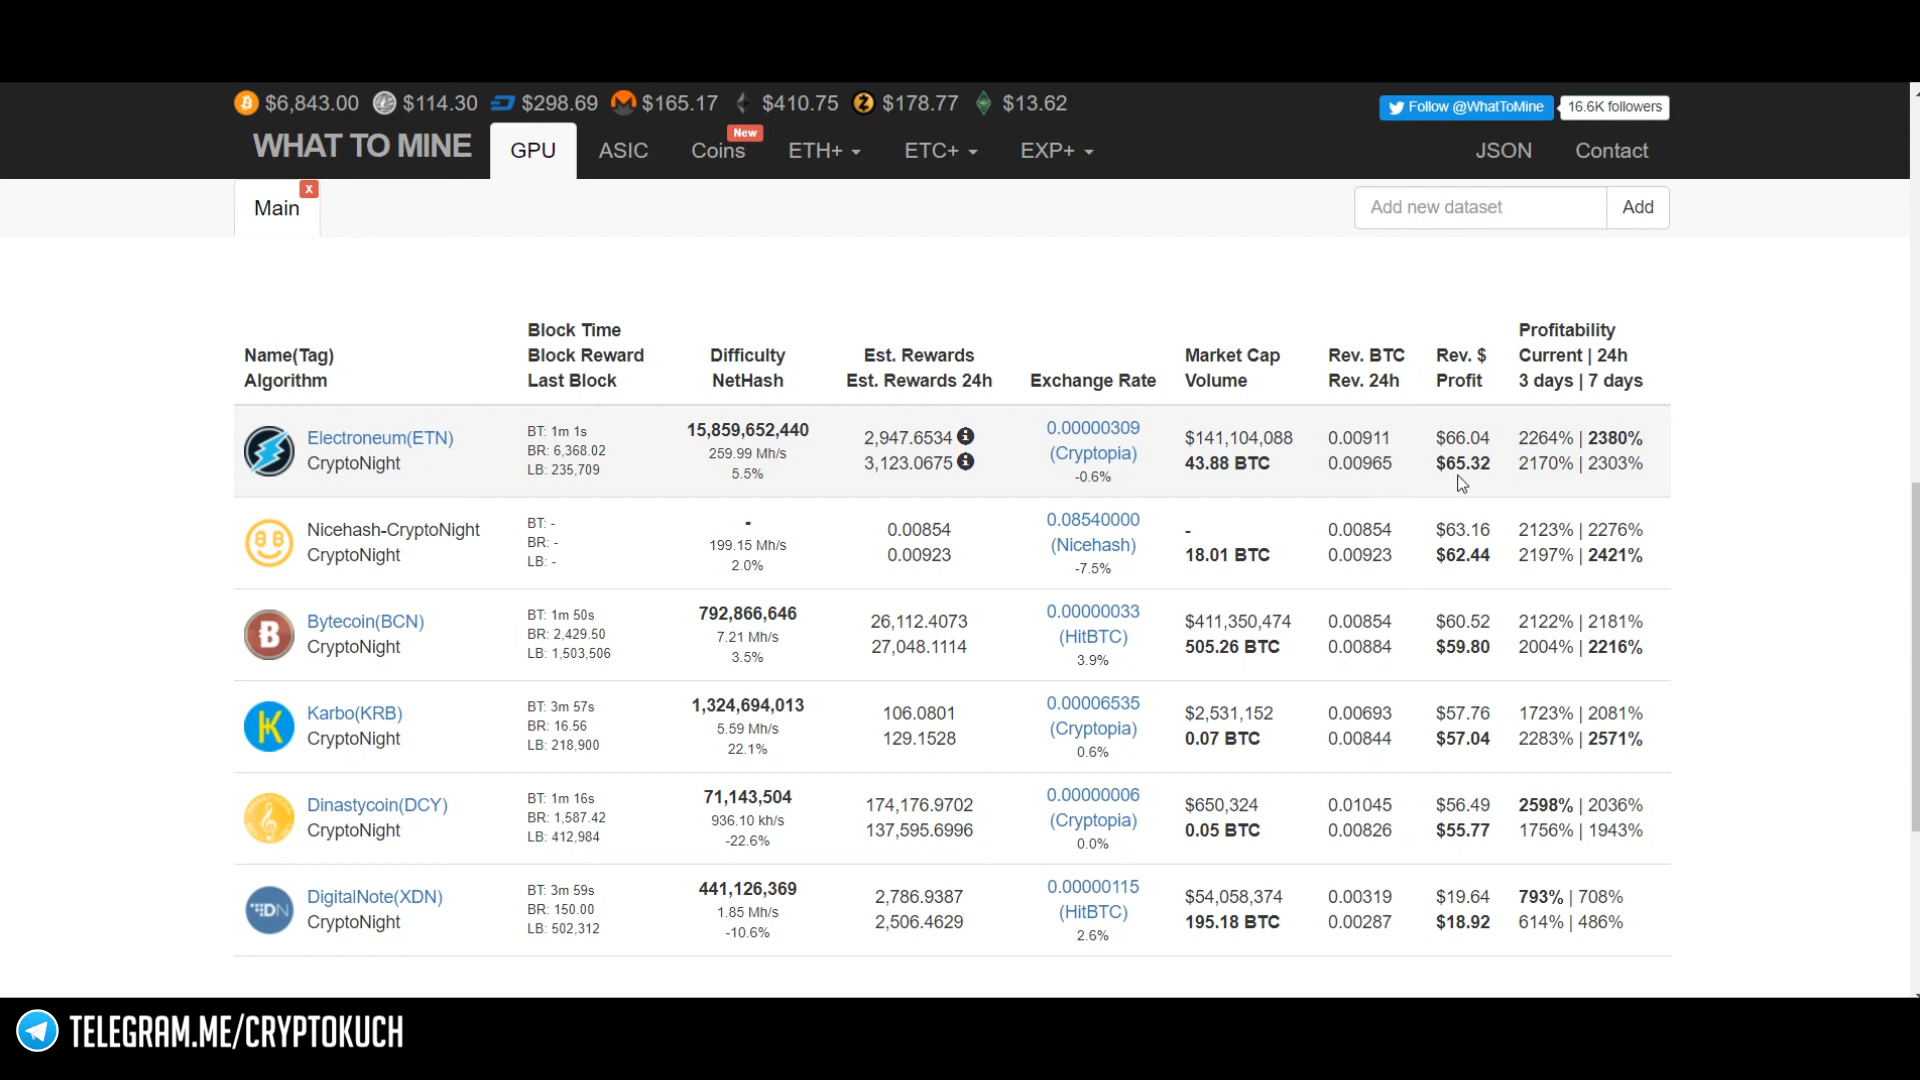 $6,843.00 $114.30 $298.69 $165.17 $410.75 $178.77 $13.62
Follow @WhatToMine 16.6K followers
WHAT TO MINE GPU ASIC Coins New ETH+ ETC+ EXP+ JSON Contact
Main x Add new dataset Add
Name(Tag)
Algorithm
Block Time
Block Reward
Last Block
Difficulty
NetHash
Est. Rewards
Est. Rewards 24h
Exchange Rate
Market Cap
Volume
Rev. BTC
Rev. 24h
Rev. $
Profit
Profitability
Current | 24h
3 days | 7 days
Electroneum(ETN)
CryptoNight
BT: 1m 1s
BR: 6,368.02
LB: 235,709
15,859,652,440
259.99 Mh/s
5.5%
2,947.6534
3,123.0675
0.00000309
(Cryptopia)
-0.6%
$141,104,088
43.88 BTC
0.00911
0.00965
$66.04
$65.32
2264% | 2380%
2170% | 2303%
Nicehash-CryptoNight
CryptoNight
BT: -
BR: -
LB: -
-
199.15 Mh/s
2.0%
0.00854
0.00923
0.08540000
(Nicehash)
-7.5%
-
18.01 BTC
0.00854
0.00923
$63.16
$62.44
2123% | 2276%
2197% | 2421%
B
Bytecoin(BCN)
CryptoNight
BT: 1m 50s
BR: 2,429.50
LB: 1,503,506
792,866,646
7.21 Mh/s
3.5%
26,112.4073
27,048.1114
0.00000033
(HitBTC)
3.9%
$411,350,474
505.26 BTC
0.00854
0.00884
$60.52
$59.80
2122% | 2181%
2004% | 2216%
Karbo(KRB)
CryptoNight
BT: 3m 57s
BR: 16.56
LB: 218,900
1,324,694,013
5.59 Mh/s
22.1%
106.0801
129.1528
0.00006535
(Cryptopia)
0.6%
$2,531,152
0.07 BTC
0.00693
0.00844
$57.76
$57.04
1723% | 2081%
2283% | 2571%
Dinastycoin(DCY)
CryptoNight
BT: 1m 16s
BR: 1,587.42
LB: 412,984
71,143,504
936.10 kh/s
-22.6%
174,176.9702
137,595.6996
0.00000006
(Cryptopia)
0.0%
$650,324
0.05 BTC
0.01045
0.00826
$56.49
$55.77
2598% | 2036%
1756% | 1943%
DN
DigitalNote(XDN)
CryptoNight
BT: 3m 59s
BR: 150.00
LB: 502,312
441,126,369
1.85 Mh/s
-10.6%
2,786.9387
2,506.4629
0.00000115
(HitBTC)
2.6%
$54,058,374
195.18 BTC
0.00319
0.00287
$19.64
$18.92
793% | 708%
614% | 486%
TELEGRAM.ME/CRYPTOKUCH